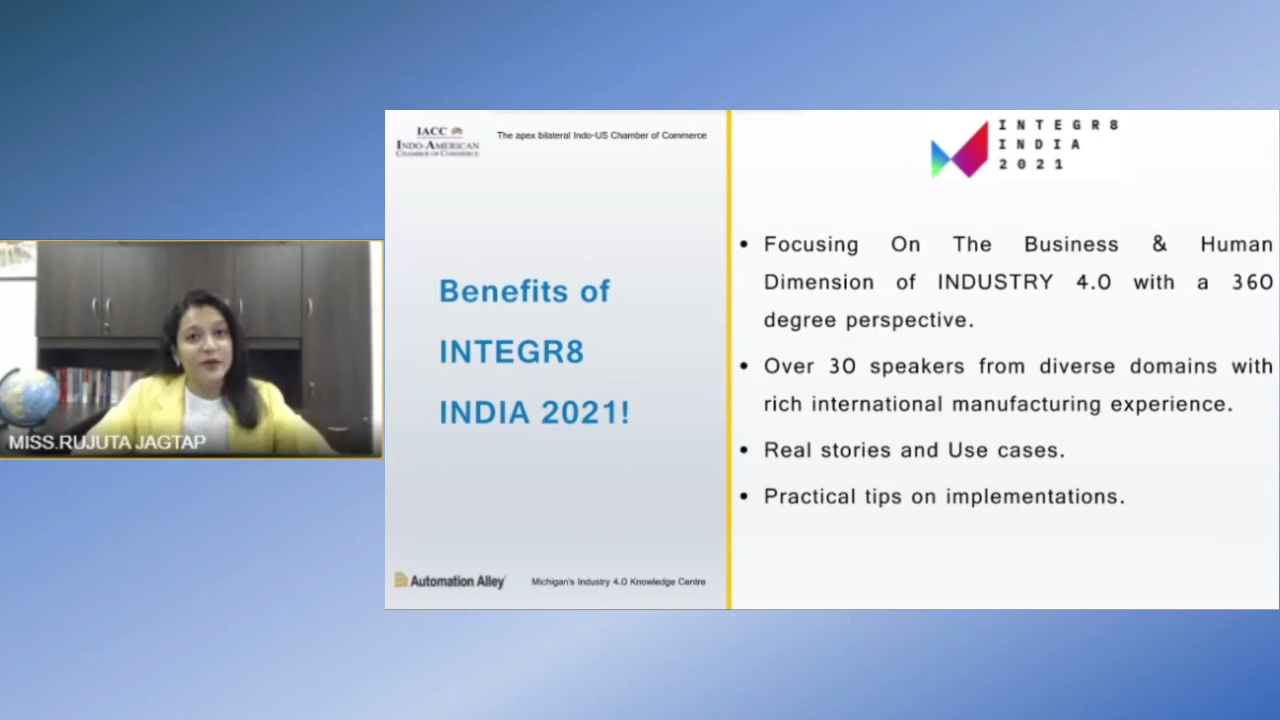 IACC
INDO-AMERICAN
CHAMBER OF COMMERCE
The apex bilateral Indo-US Chamber of Commerce
Benefits of
INTEGR8
INDIA 2021!
Automation Alley
Michigan's Industry 4.0 Knowledge Centre
INTEGR8
INDIA
2021
• Focusing On The Business & Human
Dimension of INDUSTRY 4.0 with a 360
degree perspective.
• Over 30 speakers from diverse domains with
rich international manufacturing experience.
• Real stories and Use cases.
• Practical tips on implementations.
MISS.RUJUTA JAGTAP